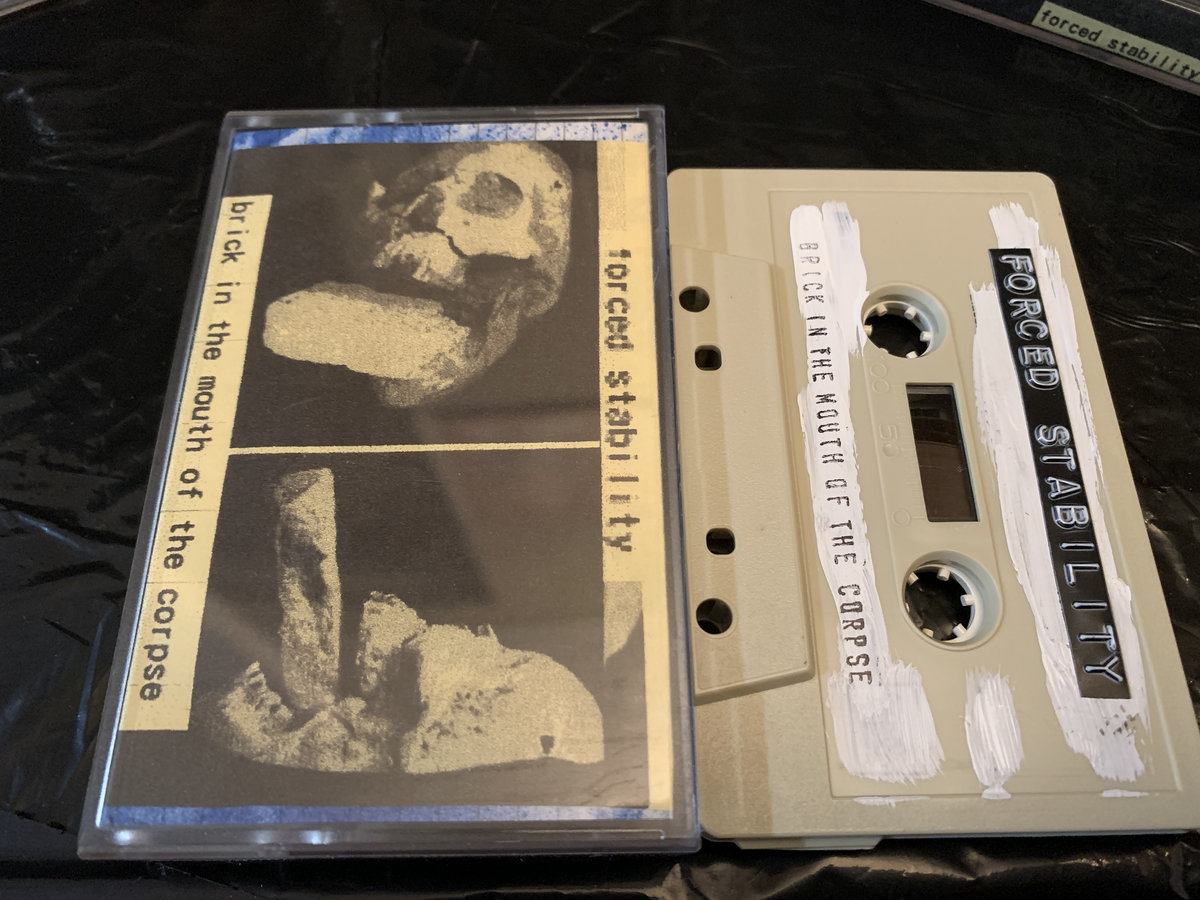 forced stability
forced stability
brick in the mouth of the corpse
FORCED STABILITY
BRICK IN THE MOUTH OF THE CORPSE